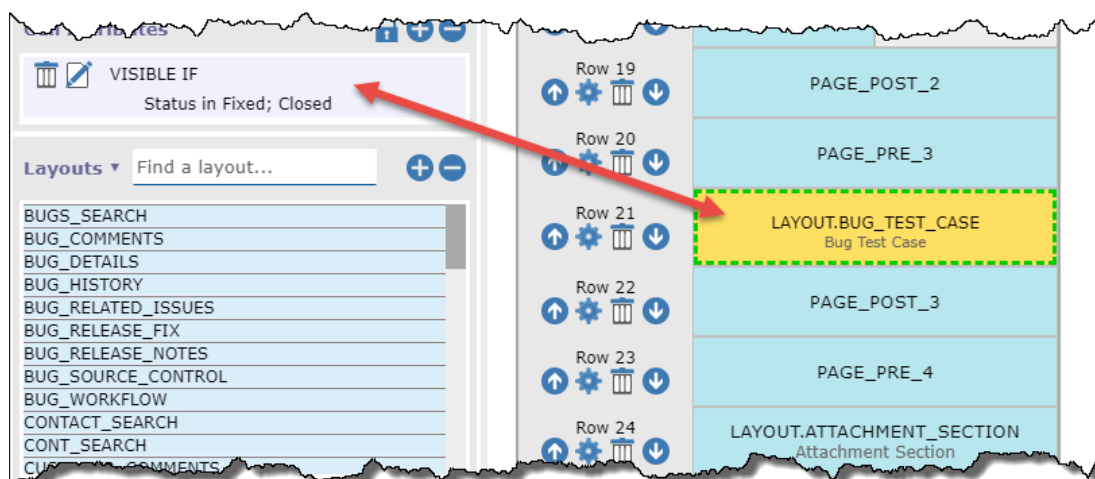 VISIBLE IF
Status in Fixed; Closed
Layouts
Find a layout...
BUGS_SEARCH
BUG_COMMENTS
BUG_DETAILS
BUG_HISTORY
BUG_RELATED_ISSUES
BUG_RELEASE_FIX
BUG_RELEASE_NOTES
BUG_SOURCE_CONTROL
BUG_WORKFLOW
CONTACT_SEARCH
CONT_SEARCH
Row 19
PAGE_POST_2
Row 20
PAGE_PRE_3
Row 21
LAYOUT.BUG_TEST_CASE
Bug Test Case
Row 22
PAGE_POST_3
Row 23
PAGE_PRE_4
Row 24
LAYOUT.ATTACHMENT_SECTION
Attachment Section